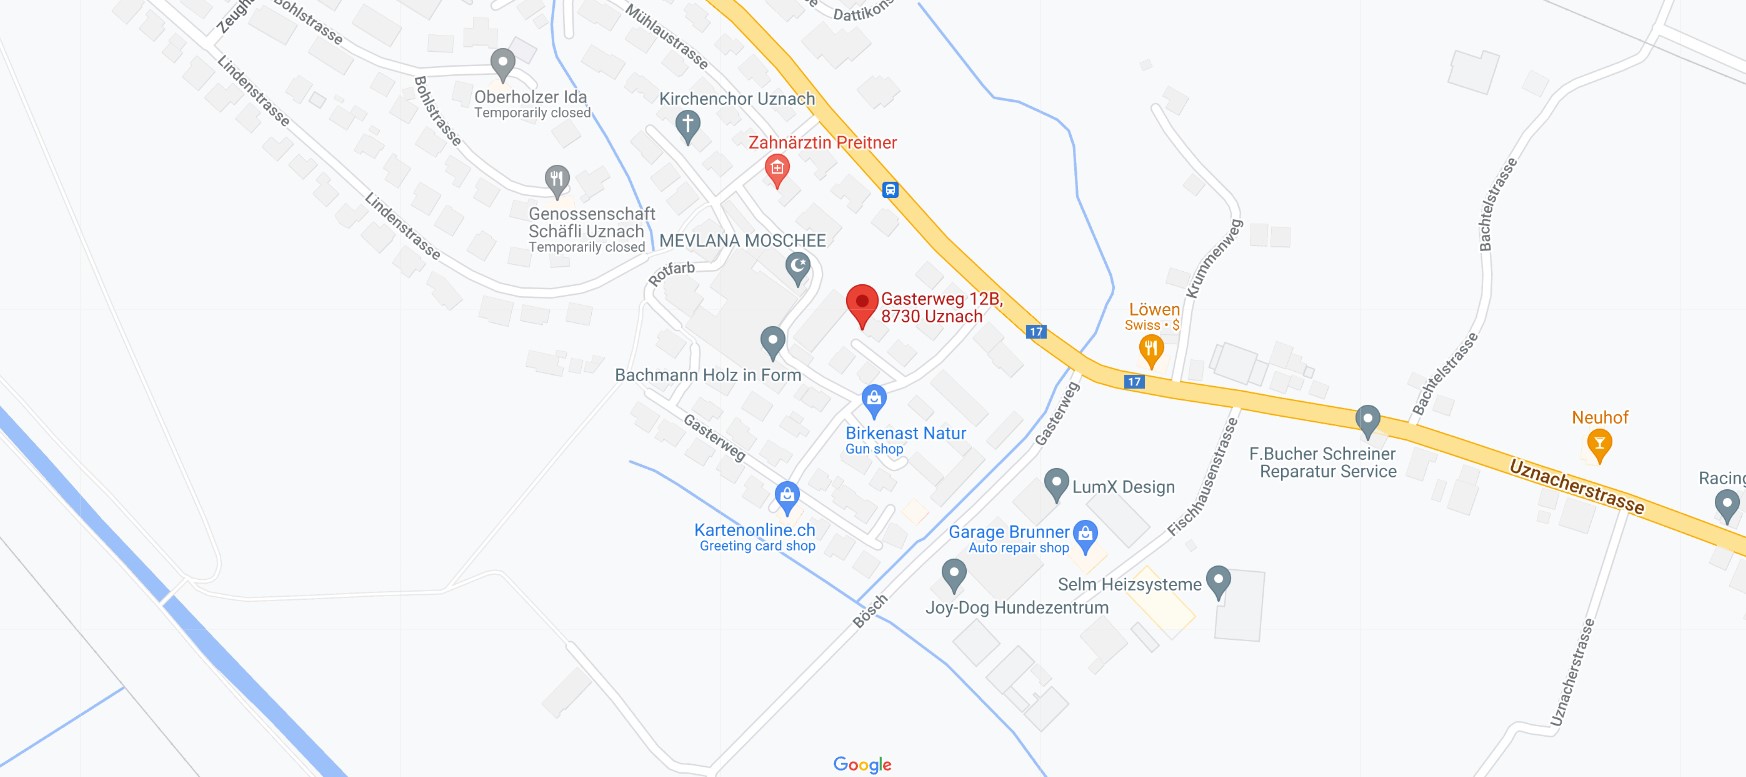 Zeugh
Bohlstrasse
Mühlaustrasse
Dattikons
Lindenstrasse
Oberholzer Ida
Temporarily closed
Bohlstrasse
Kirchenchor Uznach
Zahnärztin Preitner
Lindenstrasse
Genossenschaft
Schäfli Uznach
Temporarily closed
MEVLANA MOSCHEE
Rotfarb
Gasterweg 12B,
8730 Uznach
17
Löwen
Swiss • $
Krummenweg
Bachtelstrasse
Bachmann Holz in Form
17
Bachtelstrasse
Gasterweg
Gasterweg
Birkenast Natur
Gun shop
Neuhof
F.Bucher Schreiner
Reparatur Service
Uznacherstrasse
Racing
Fischhausenstrasse
LumX Design
Kartenonline.ch
Greeting card shop
Garage Brunner
Auto repair shop
Selm Heizsysteme
Joy-Dog Hundezentrum
Bösch
Uznacherstrasse
Google